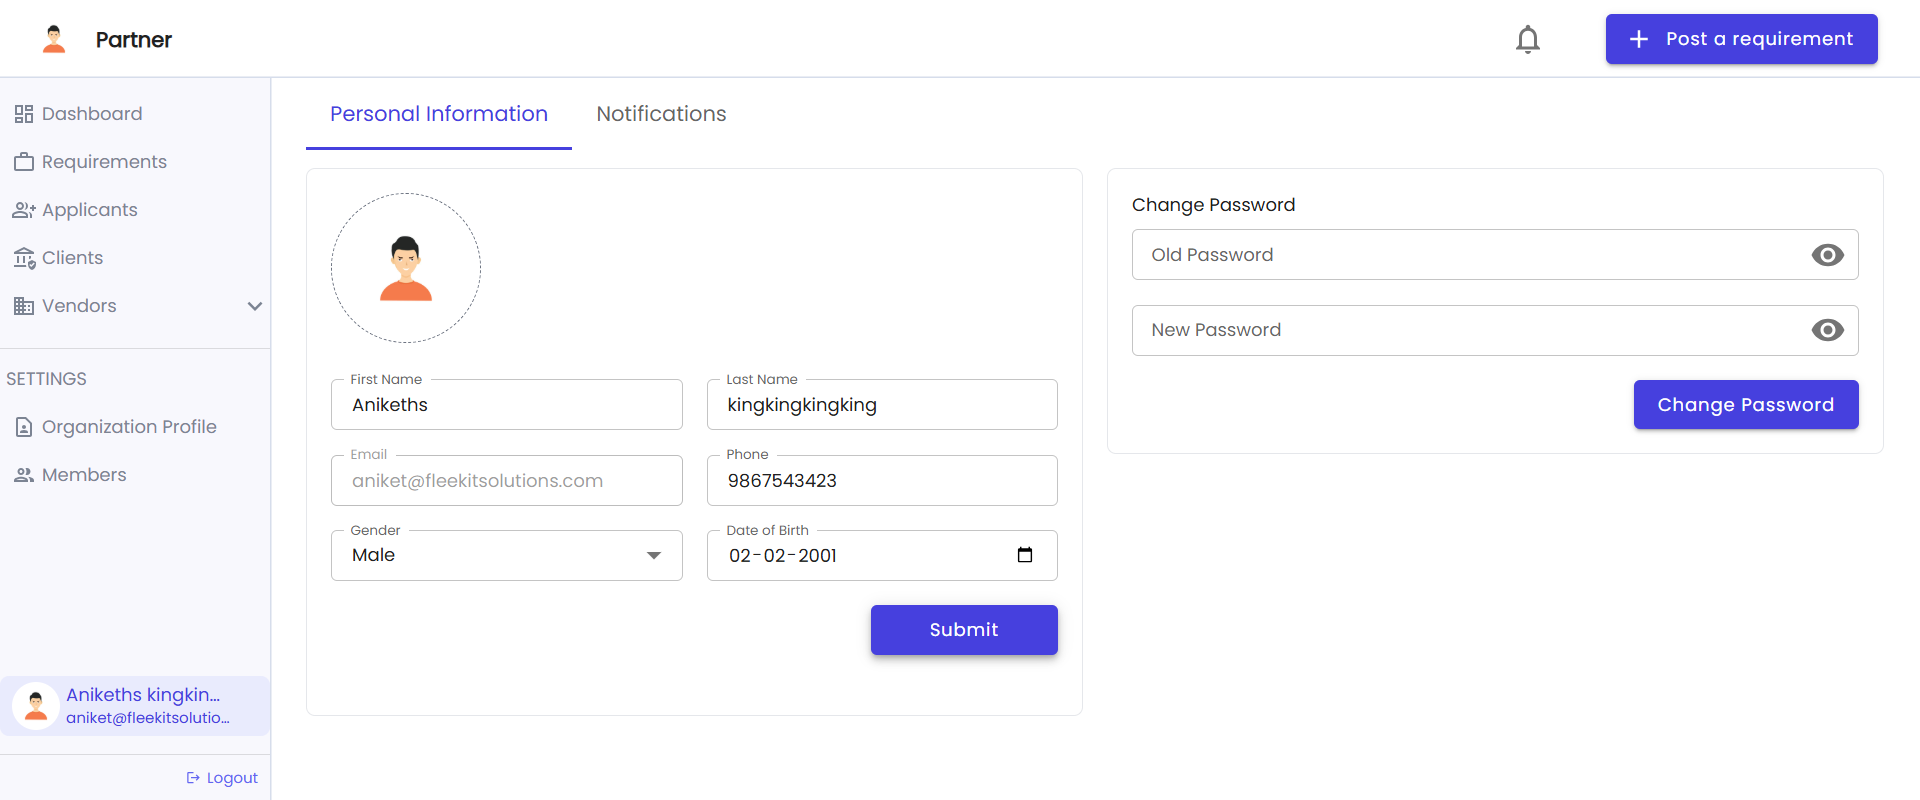 Partner
Post a requirement
Dashboard
Requirements
Applicants
Clients
Vendors
SETTINGS
Organization Profile
Members
Anikeths kingkin...
aniket@fleekitsolutio...
Logout
Personal Information
Notifications
First Name
Anikeths
Last Name
kingkingkingking
Email
aniket@fleekitsolutions.com
Phone
9867543423
Gender
Male
Date of Birth
02-02-2001
Submit
Change Password
Old Password
New Password
Change Password